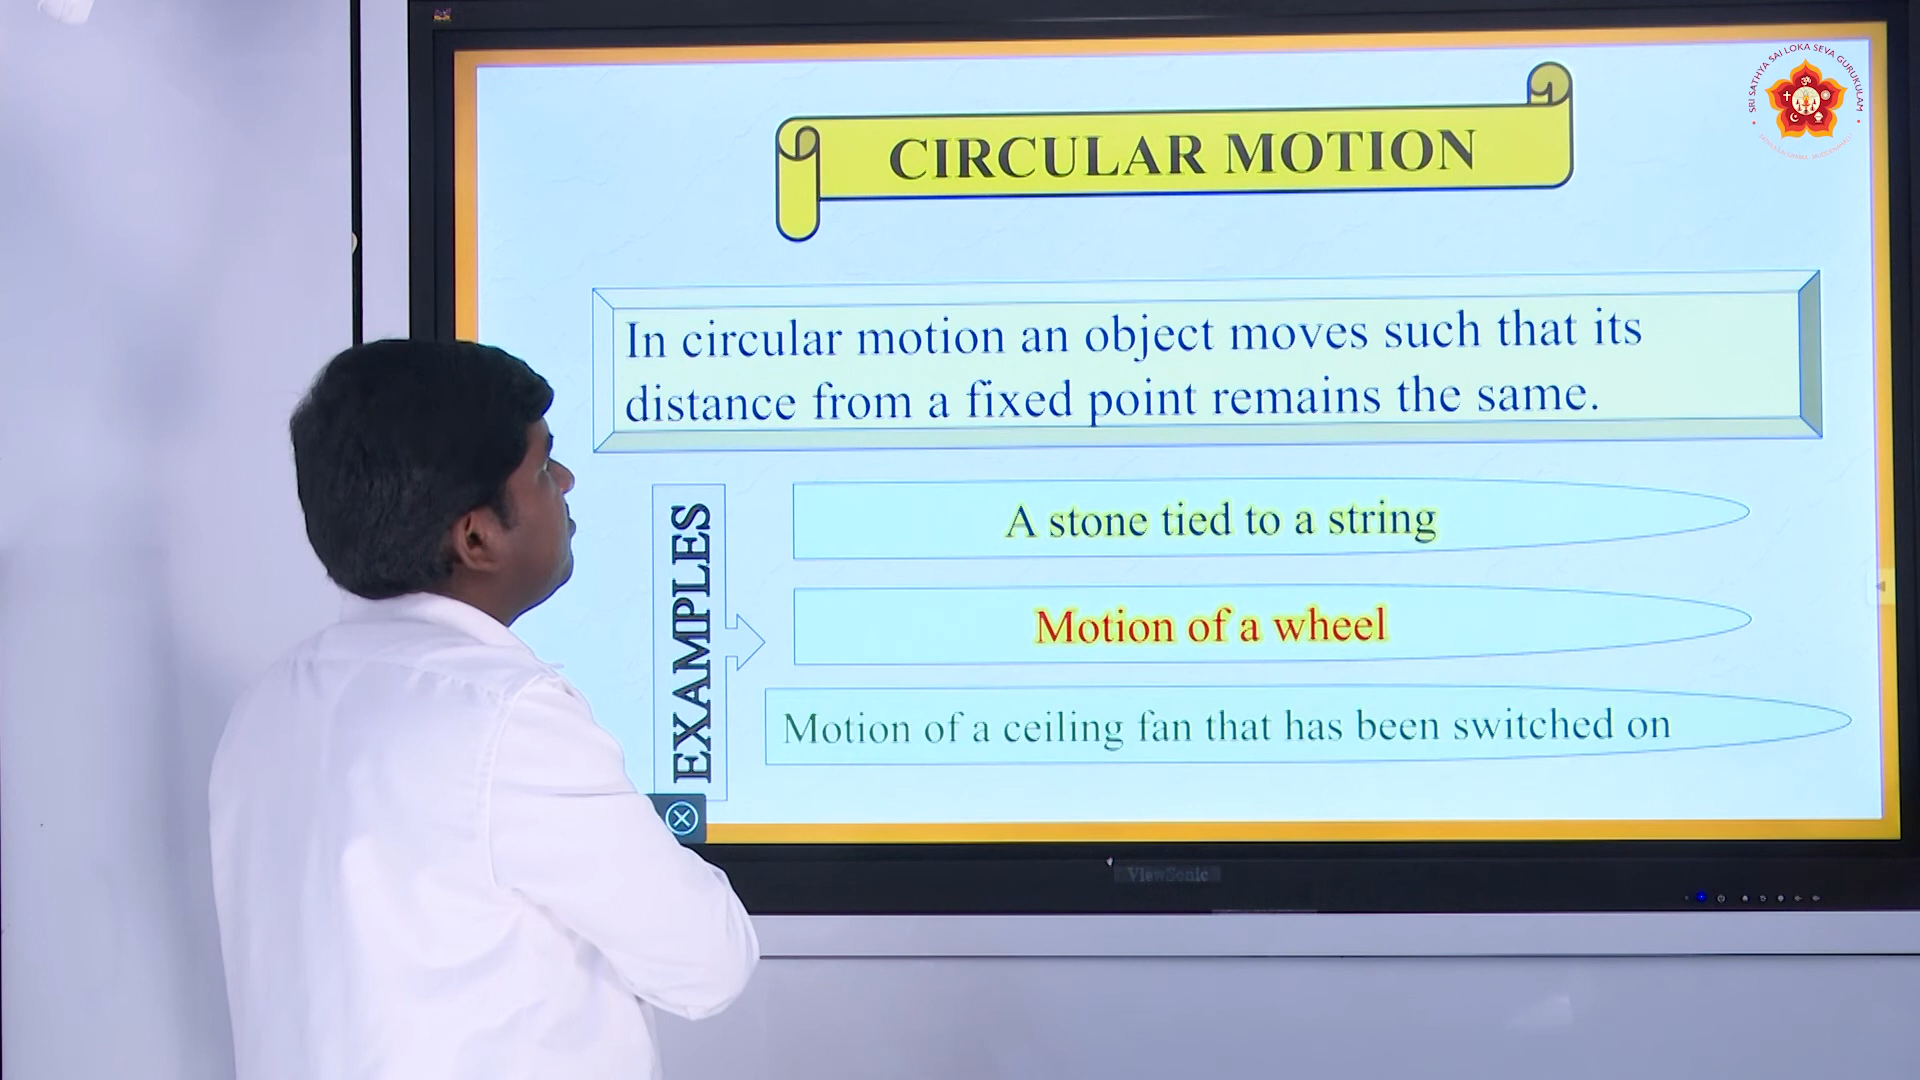 SRI SATHYA SAI LOKA SEVA GURUKULAM
CIRCULAR MOTION
In circular motion an object moves such that its
distance from a fixed point remains the same.
EXAMPLES
A stone tied to a string
Motion of a wheel
Motion of a ceiling fan that has been switched on
ViewSonic